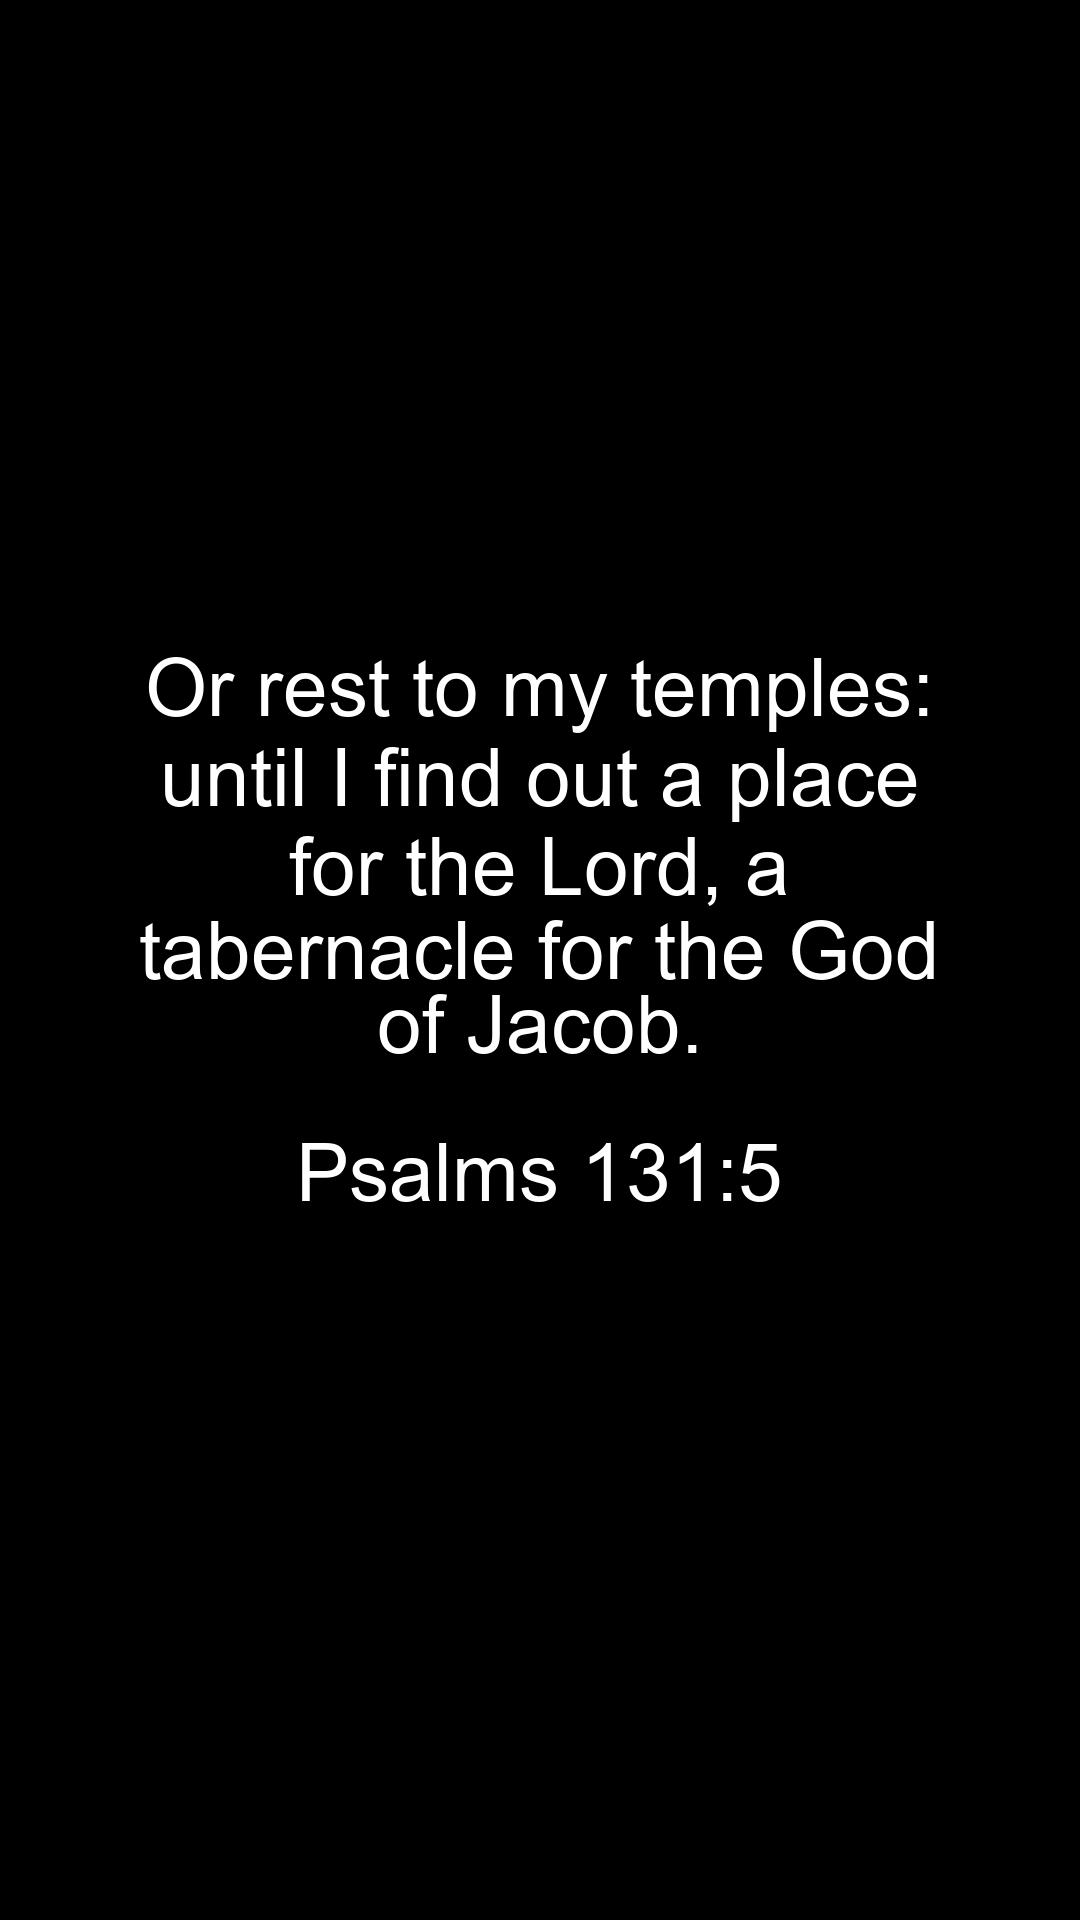 Or rest to my temples:
until I find out a place
for the Lord, a
tabernacle for the God
of Jacob.
Psalms 131:5